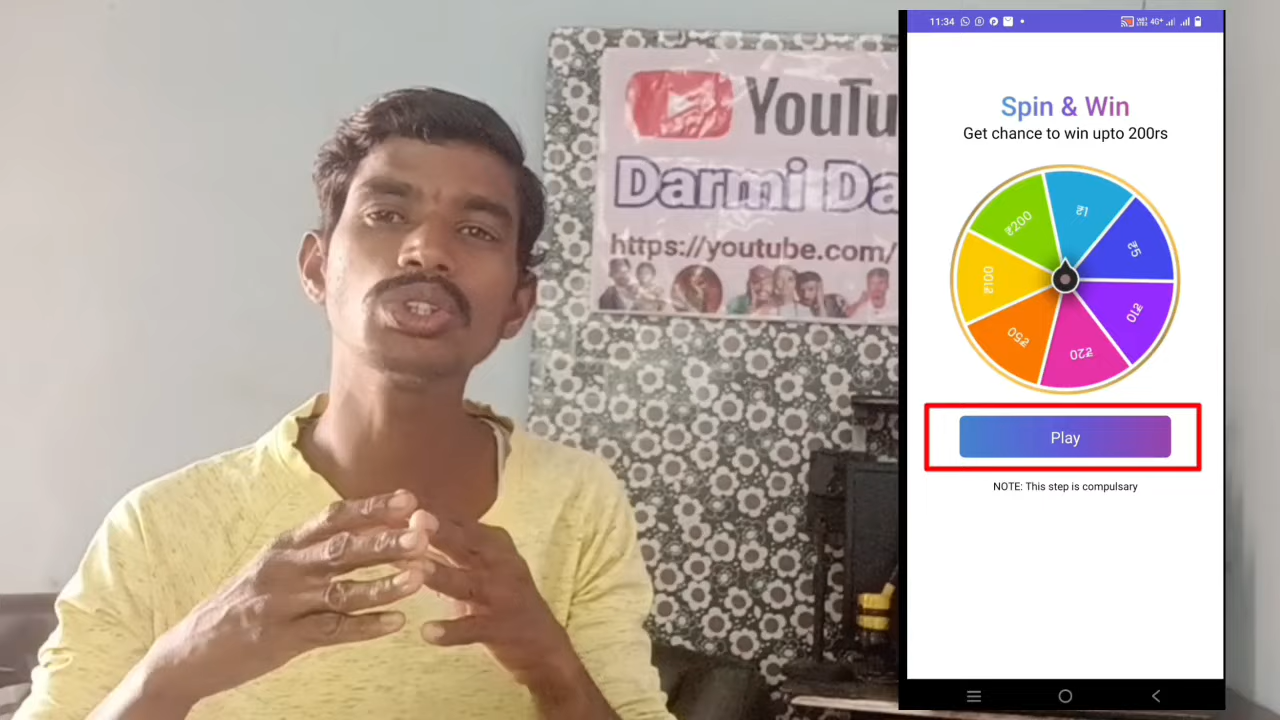 YouTu
Darmi Da
https://youtube.com/
11:34
4G+
Spin & Win
Get chance to win upto 200rs
₹1
₹5
₹10
₹20
₹50
₹100
₹200
Play
NOTE: This step is compulsary